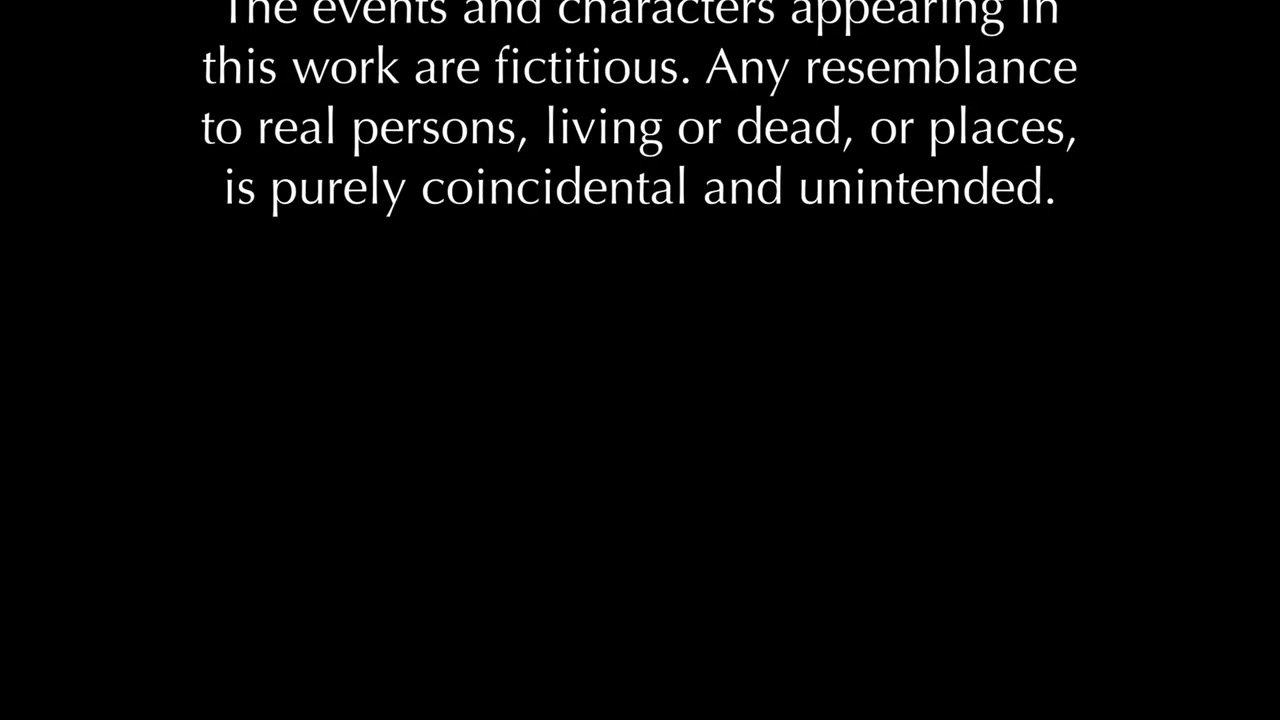 The events and characters appearing in
this work are fictitious. Any resemblance
to real persons, living or dead, or places,
is purely coincidental and unintended.